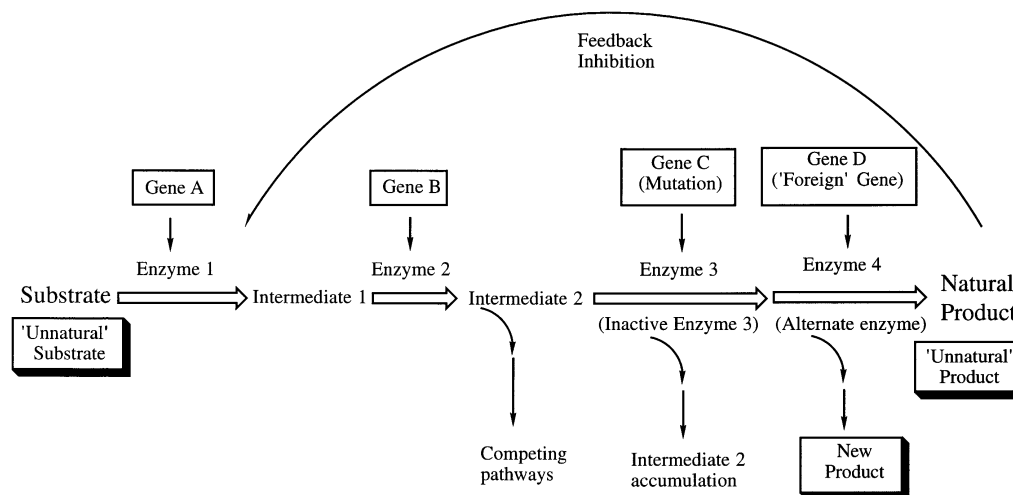 Feedback
Inhibition
Gene A
Gene B
Gene C
(Mutation)
Gene D
('Foreign' Gene)
Enzyme 1
Enzyme 2
Enzyme 3
Enzyme 4
Substrate
Intermediate 1
Intermediate 2
Natural
Product
(Inactive Enzyme 3)
(Alternate enzyme)
'Unnatural'
Substrate
'Unnatural'
Product
Competing
pathways
Intermediate 2
accumulation
New
Product